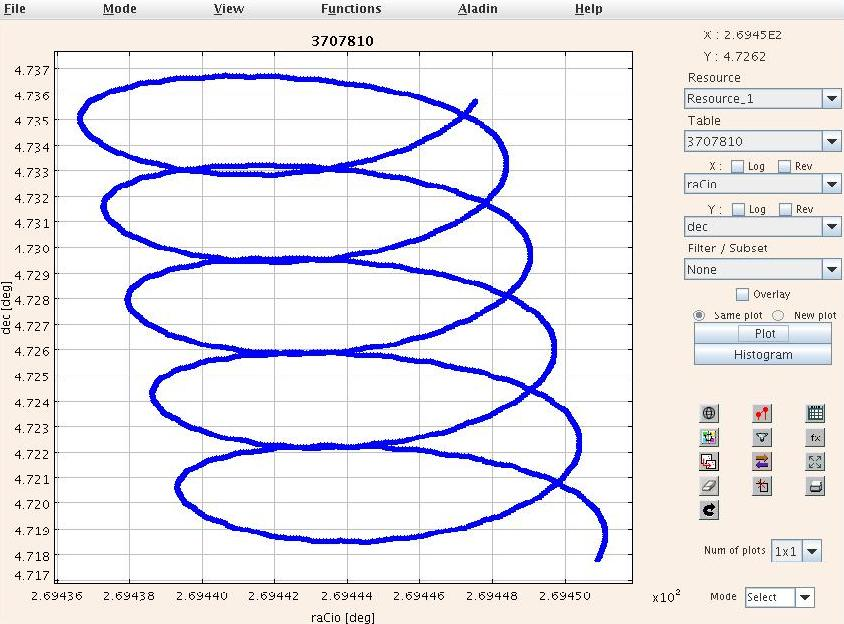 File Mode View Functions Aladin Help
3707810
4.737
4.736
4.735
4.734
4.733
4.732
4.731
4.730
4.729
4.728
4.727
4.726
4.725
4.724
4.723
4.722
4.721
4.720
4.719
4.718
4.717
dec [deg]
2.69436 2.69438 2.69440 2.69442 2.69444 2.69446 2.69448 2.69450
x10²
raCio [deg]
X : 2.6945E2
Y : 4.7262
Resource
Resource_1
Table
3707810
X : Log Rev
raCio
Y : Log Rev
dec
Filter / Subset
None
Overlay
Same plot New plot
Plot
Histogram
fx
Num of plots 1x1
Mode Select